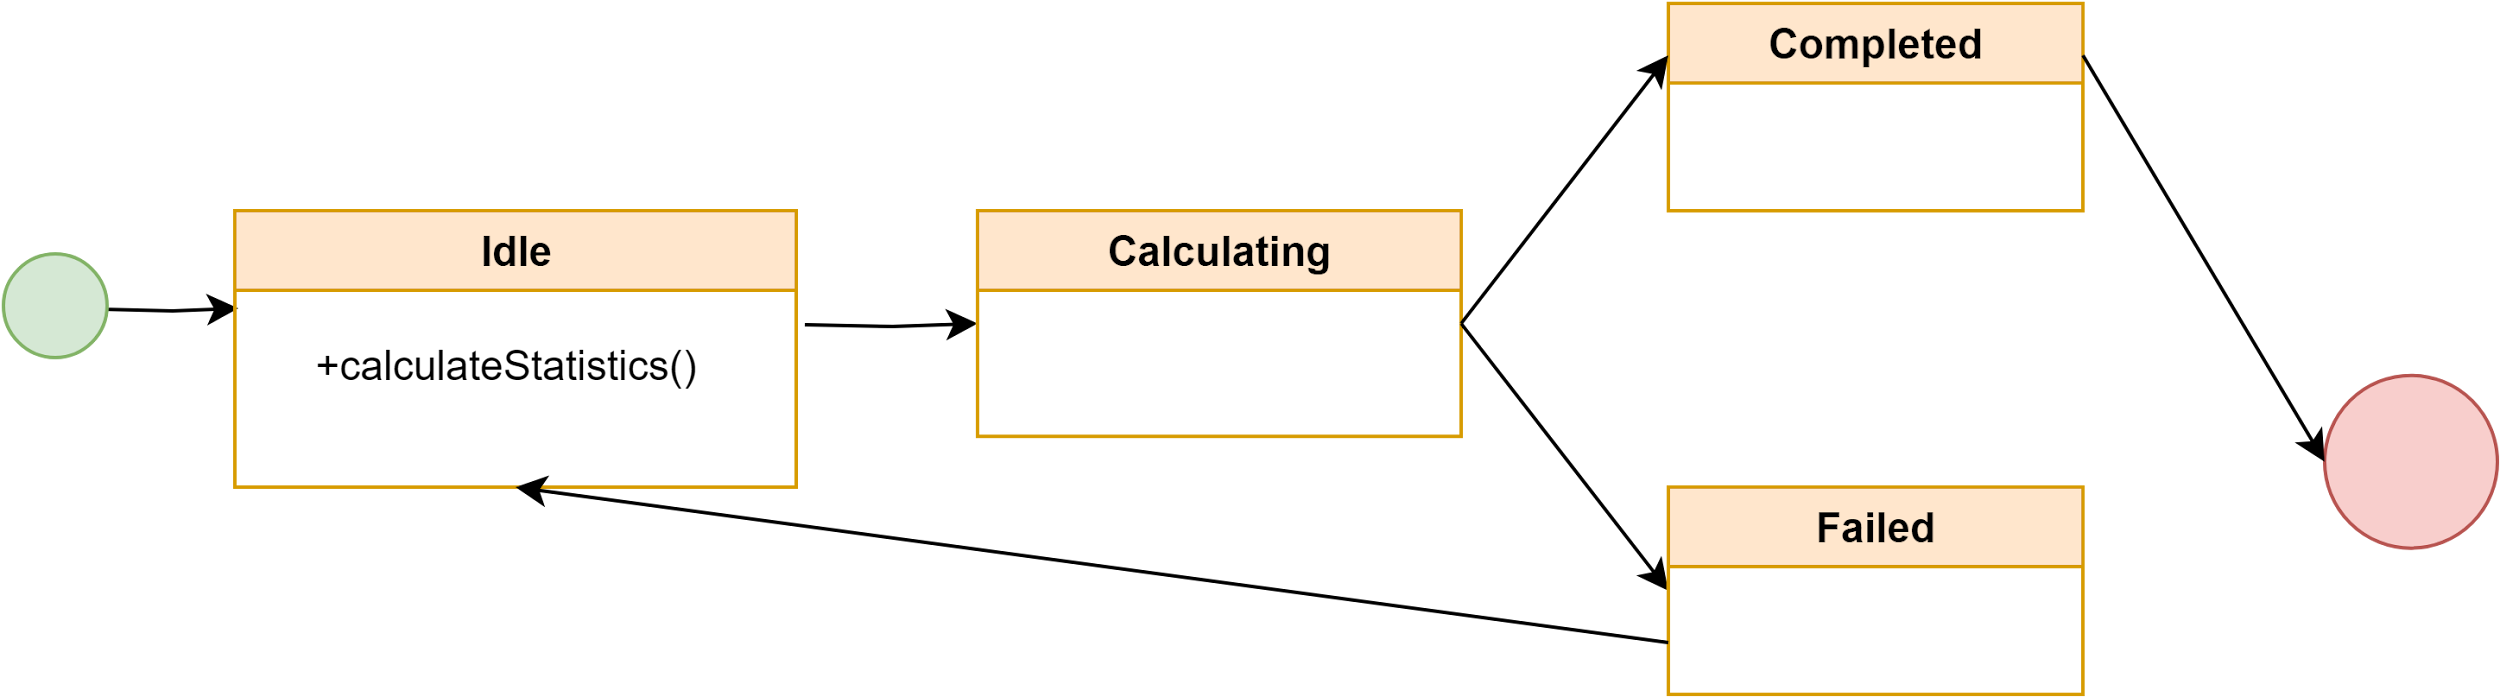 Completed
Idle
Calculating
+calculateStatistics()
Failed